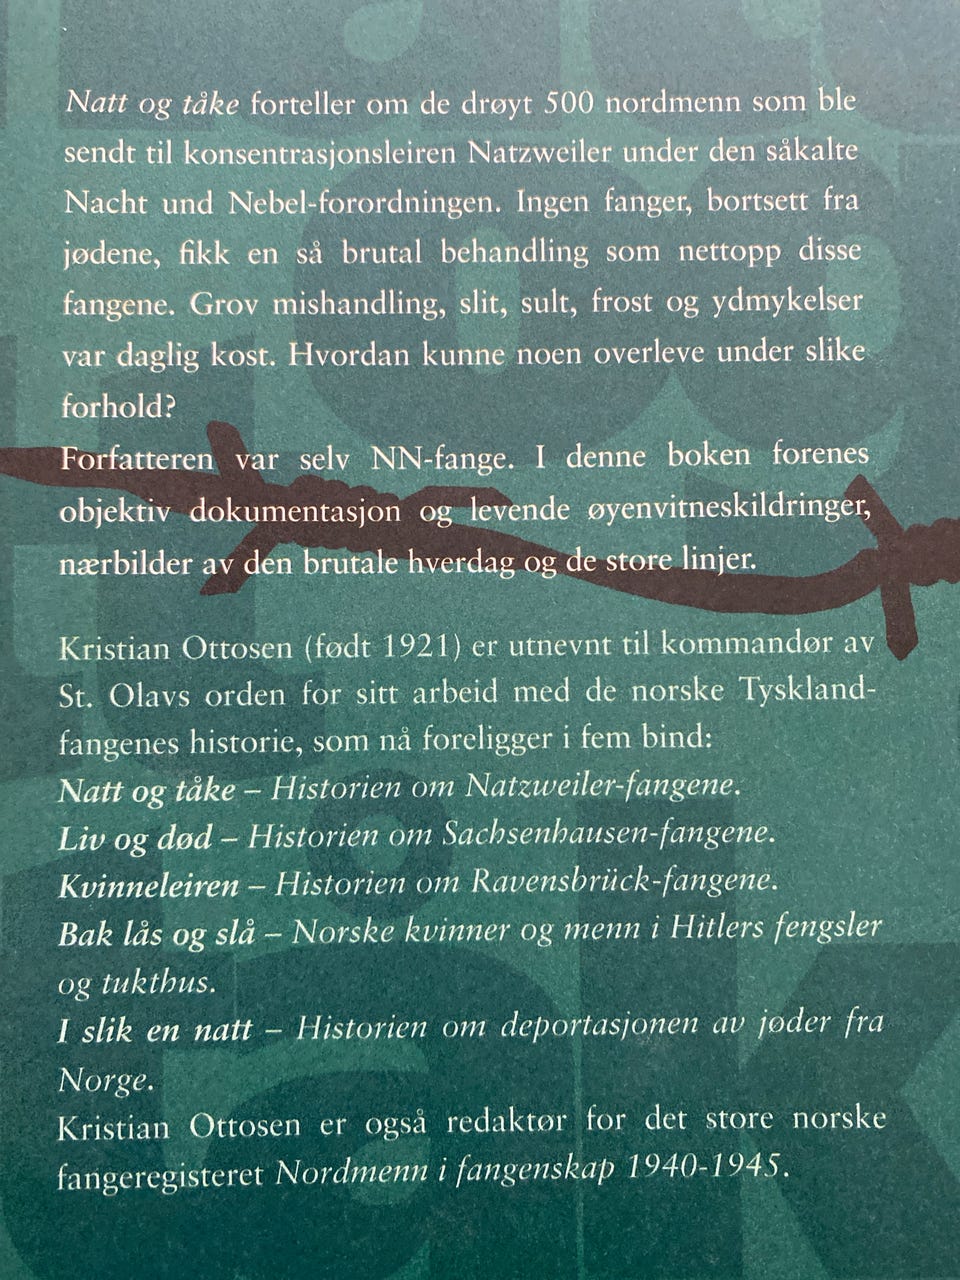 Natt og tåke forteller om de drøyt 500 nordmenn som ble
sendt til konsentrasjonsleiren Natzweiler under den såkalte
Nacht und Nebel-forordningen. Ingen fanger, bortsett fra
jødene, fikk en så brutal behandling som nettopp disse
fangene. Grov mishandling, slit, sult, frost og ydmykelser
var daglig kost. Hvordan kunne noen overleve under slike
forhold?
Forfatteren var selv NN-fange. I denne boken forenes
objektiv dokumentasjon og levende øyenvitneskildringer,
nærbilder av den brutale hverdag og de store linjer.
Kristian Ottosen (født 1921) er utnevnt til kommandør av
St. Olavs orden for sitt arbeid med de norske Tyskland-
fangenes historie, som nå foreligger i fem bind:
Natt og tåke – Historien om Natzweiler-fangene.
Liv og død – Historien om Sachsenhausen-fangene.
Kvinneleiren – Historien om Ravensbrück-fangene.
Bak lås og slå – Norske kvinner og menn i Hitlers fengsler
og tukthus.
I slik en natt – Historien om deportasjonen av jøder fra
Norge.
Kristian Ottosen er også redaktør for det store norske
fangeregisteret Nordmenn i fangenskap 1940-1945.